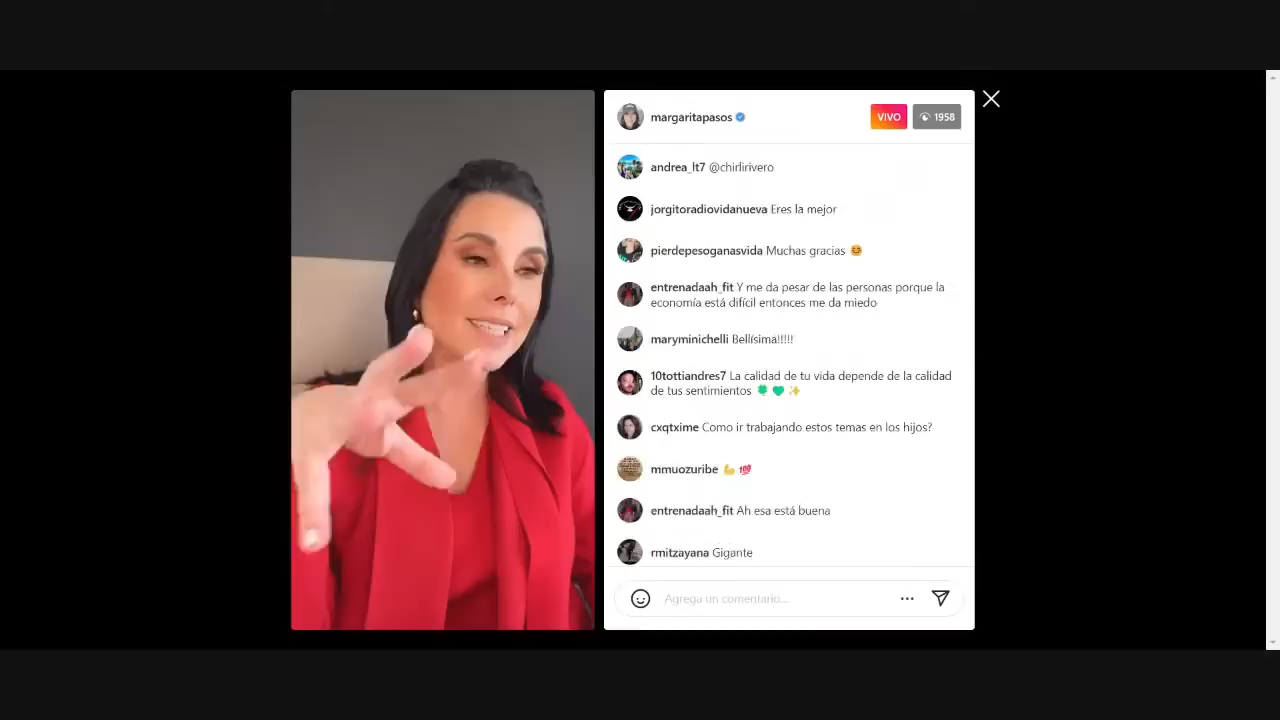 margaritapasos
VIVO
1958
andrea_lt7 @chirlirivero
jorgitoradiovidanueva Eres la mejor
pierdepesoganasvida Muchas gracias 😊
entrenadaah_fit Y me da pesar de las personas porque la
economía está difícil entonces me da miedo
maryminichelli Bellísima!!!!!
10tottiandres7 La calidad de tu vida depende de la calidad
de tus sentimientos 🍀 💚 ✨
cxqtxime Como ir trabajando estos temas en los hijos?
mmuozuribe 💪 💯
entrenadaah_fit Ah esa está buena
rmitzayana Gigante
Agrega un comentario...